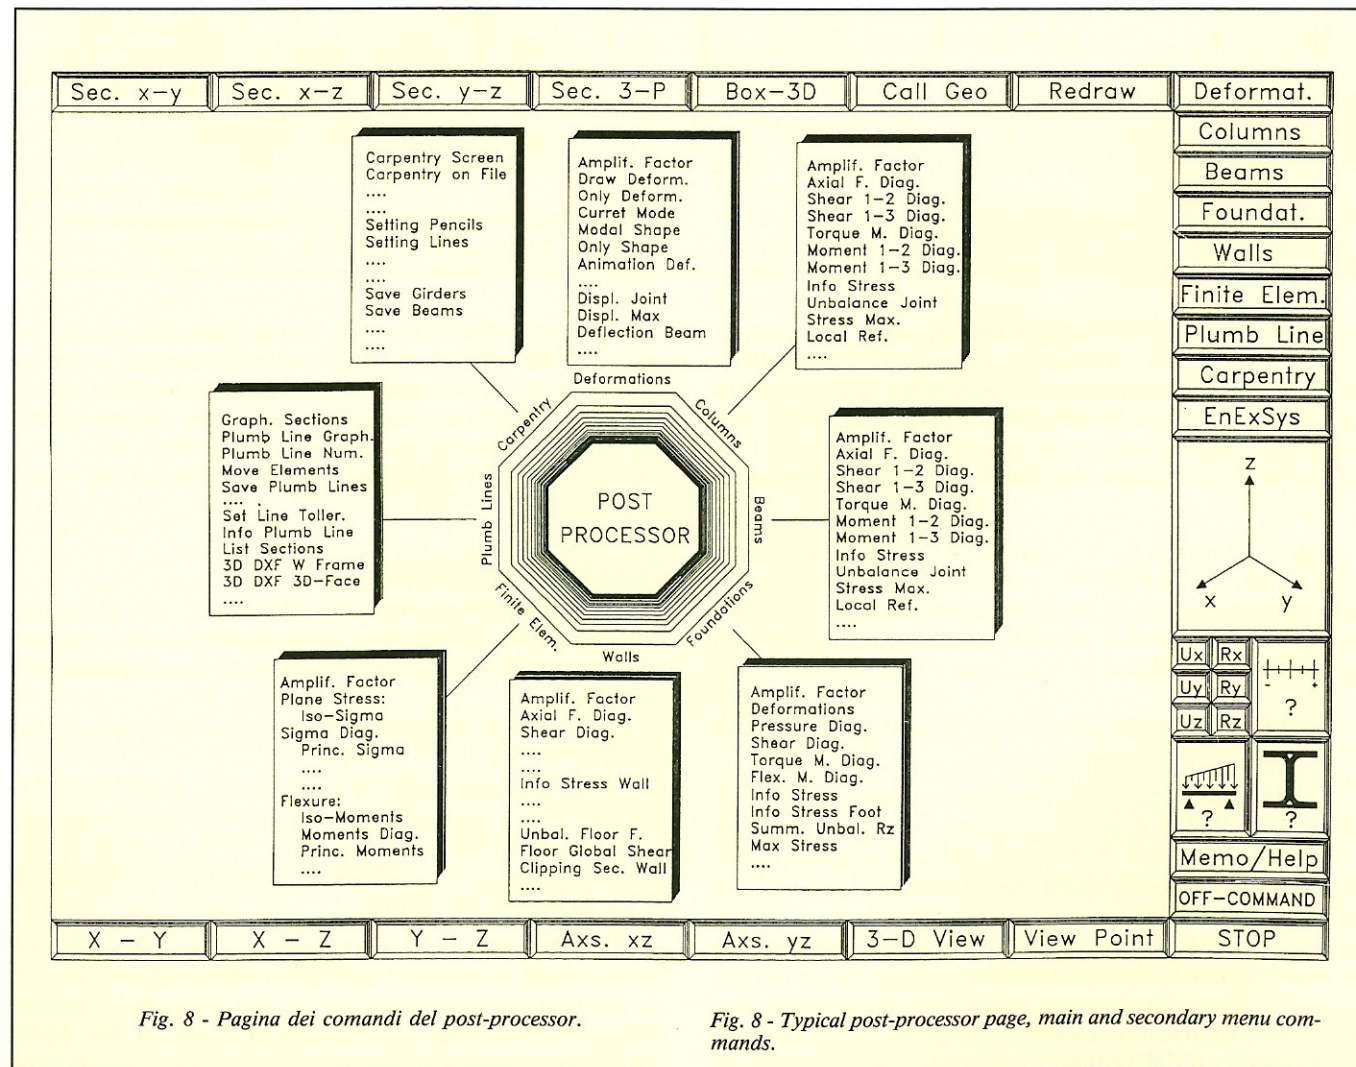 Sec. x-y
Sec. x-z
Sec. y-z
Sec. 3-P
Box-3D
Call Geo
Redraw
Deformat.
Columns
Beams
Foundat.
Walls
Finite Elem.
Plumb Line
Carpentry
EnExSys
Carpentry Screen
Carpentry on File
....
....
Setting Pencils
Setting Lines
....
....
Save Girders
Save Beams
....
....
Amplif. Factor
Draw Deform.
Only Deform.
Curret Mode
Modal Shape
Only Shape
Animation Def.
....
Displ. Joint
Displ. Max
Deflection Beam
....
Amplif. Factor
Axial F. Diag.
Shear 1-2 Diag.
Shear 1-3 Diag.
Torque M. Diag.
Moment 1-2 Diag.
Moment 1-3 Diag.
Info Stress
Unbalance Joint
Stress Max.
Local Ref.
....
Graph. Sections
Plumb Line Graph.
Plumb Line Num.
Move Elements
Save Plumb Lines
.... .
Set Line Toller.
Info Plumb Line
List Sections
3D DXF W Frame
3D DXF 3D-Face
....
Deformations
Carpentry
Columns
Plumb Lines
POST
PROCESSOR
Beams
Finite Elem.
Foundations
Walls
Amplif. Factor
Axial F. Diag.
Shear 1-2 Diag.
Shear 1-3 Diag.
Torque M. Diag.
Moment 1-2 Diag.
Moment 1-3 Diag.
Info Stress
Unbalance Joint
Stress Max.
Local Ref.
....
Amplif. Factor
Plane Stress:
Iso-Sigma
Sigma Diag.
Princ. Sigma
....
....
Flexure:
Iso-Moments
Moments Diag.
Princ. Moments
....
Amplif. Factor
Axial F. Diag.
Shear Diag.
....
....
Info Stress Wall
....
....
Unbal. Floor F.
Floor Global Shear
Clipping Sec. Wall
....
Amplif. Factor
Deformations
Pressure Diag.
Shear Diag.
Torque M. Diag.
Flex. M. Diag.
Info Stress
Info Stress Foot
Summ. Unbal. Rz
Max Stress
....
z
x
y
Ux Rx
Uy Ry
Uz Rz
- +
?
?
?
Memo/Help
OFF-COMMAND
X - Y
X - Z
Y - Z
Axs. xz
Axs. yz
3-D View
View Point
STOP
Fig. 8 - Pagina dei comandi del post-processor.
Fig. 8 - Typical post-processor page, main and secondary menu com-
mands.